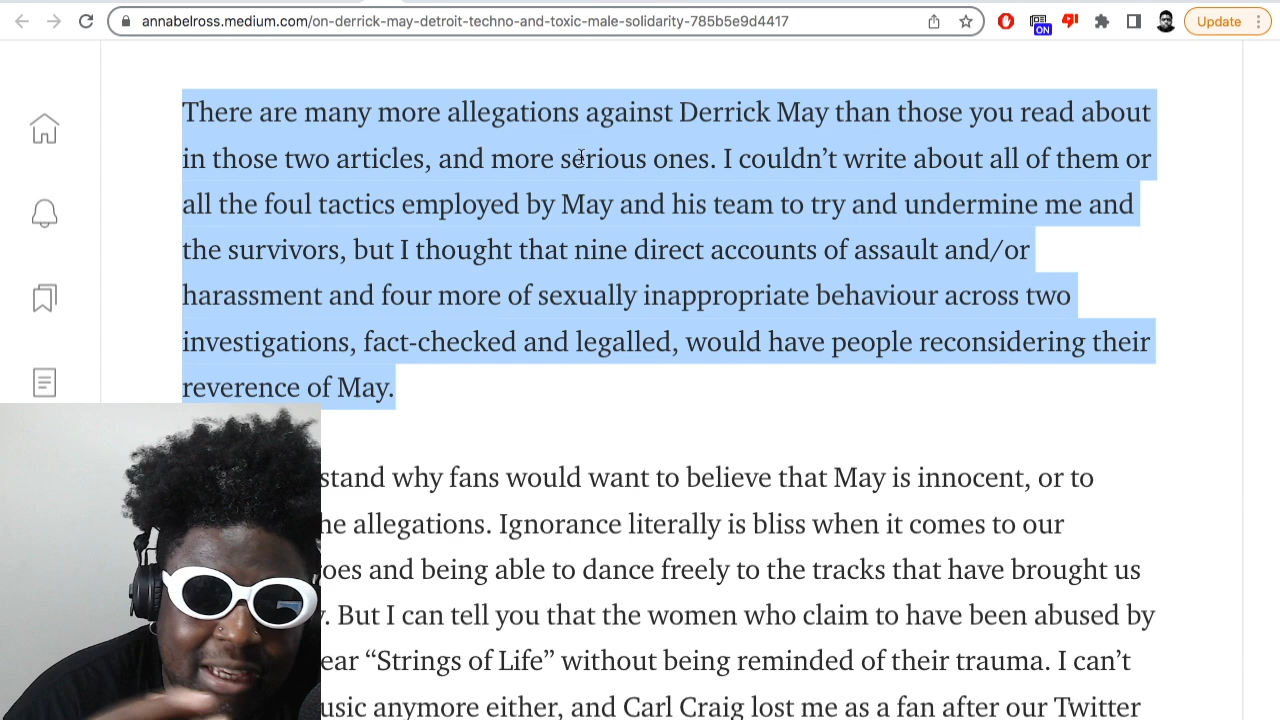 annabelross.medium.com/on-derrick-may-detroit-techno-and-toxic-male-solidarity-785b5e9d4417
ON
Update
There are many more allegations against Derrick May than those you read about
in those two articles, and more serious ones. I couldn’t write about all of them or
all the foul tactics employed by May and his team to try and undermine me and
the survivors, but I thought that nine direct accounts of assault and/or
harassment and four more of sexually inappropriate behaviour across two
investigations, fact-checked and legalled, would have people reconsidering their
reverence of May.
stand why fans would want to believe that May is innocent, or to
he allegations. Ignorance literally is bliss when it comes to our
roes and being able to dance freely to the tracks that have brought us
. But I can tell you that the women who claim to have been abused by
ear “Strings of Life” without being reminded of their trauma. I can’t
usic anymore either, and Carl Craig lost me as a fan after our Twitter